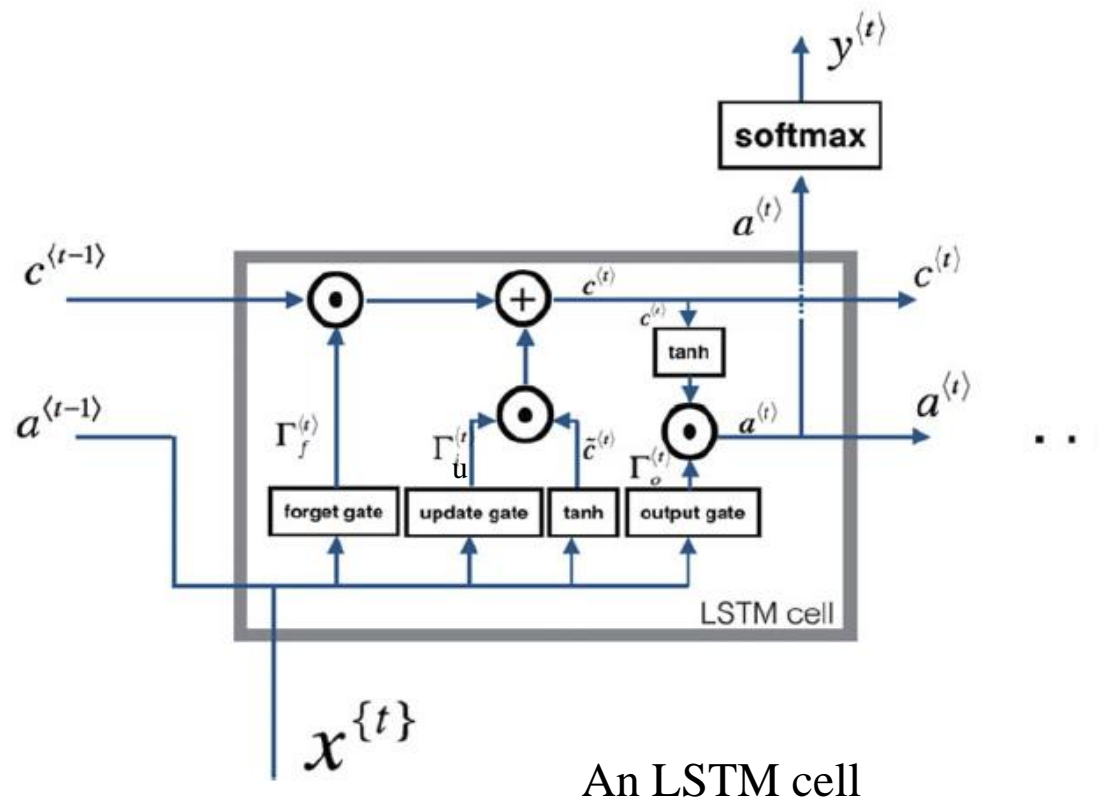 y⟨t⟩
softmax
a⟨t⟩
c⟨t−1⟩
c⟨t⟩
c⟨t⟩
c⟨t⟩
tanh
a⟨t−1⟩
a⟨t⟩
a⟨t⟩
. .
Γf⟨t⟩
Γu⟨t
c̃⟨t⟩
Γo⟨t⟩
forget gate
update gate
tanh
output gate
LSTM cell
x{t}
An LSTM cell